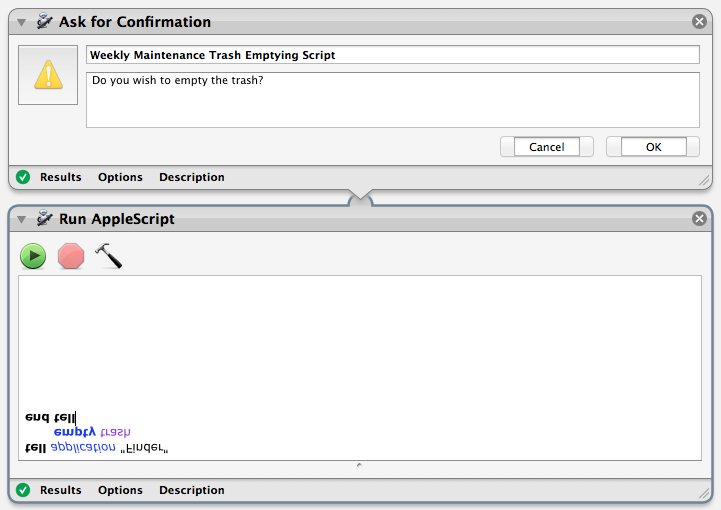 Ask for Confirmation
Weekly Maintenance Trash Emptying Script
Do you wish to empty the trash?
Cancel OK
Results Options Description
Run AppleScript
tell application "Finder"
empty trash
end tell
Results Options Description